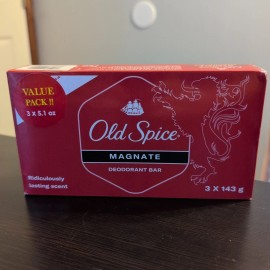 VALUE
PACK !!
3 x 5.1 oz
Old Spice
MAGNATE
DEODORANT BAR
Ridiculously
lasting scent
3 X 143 g